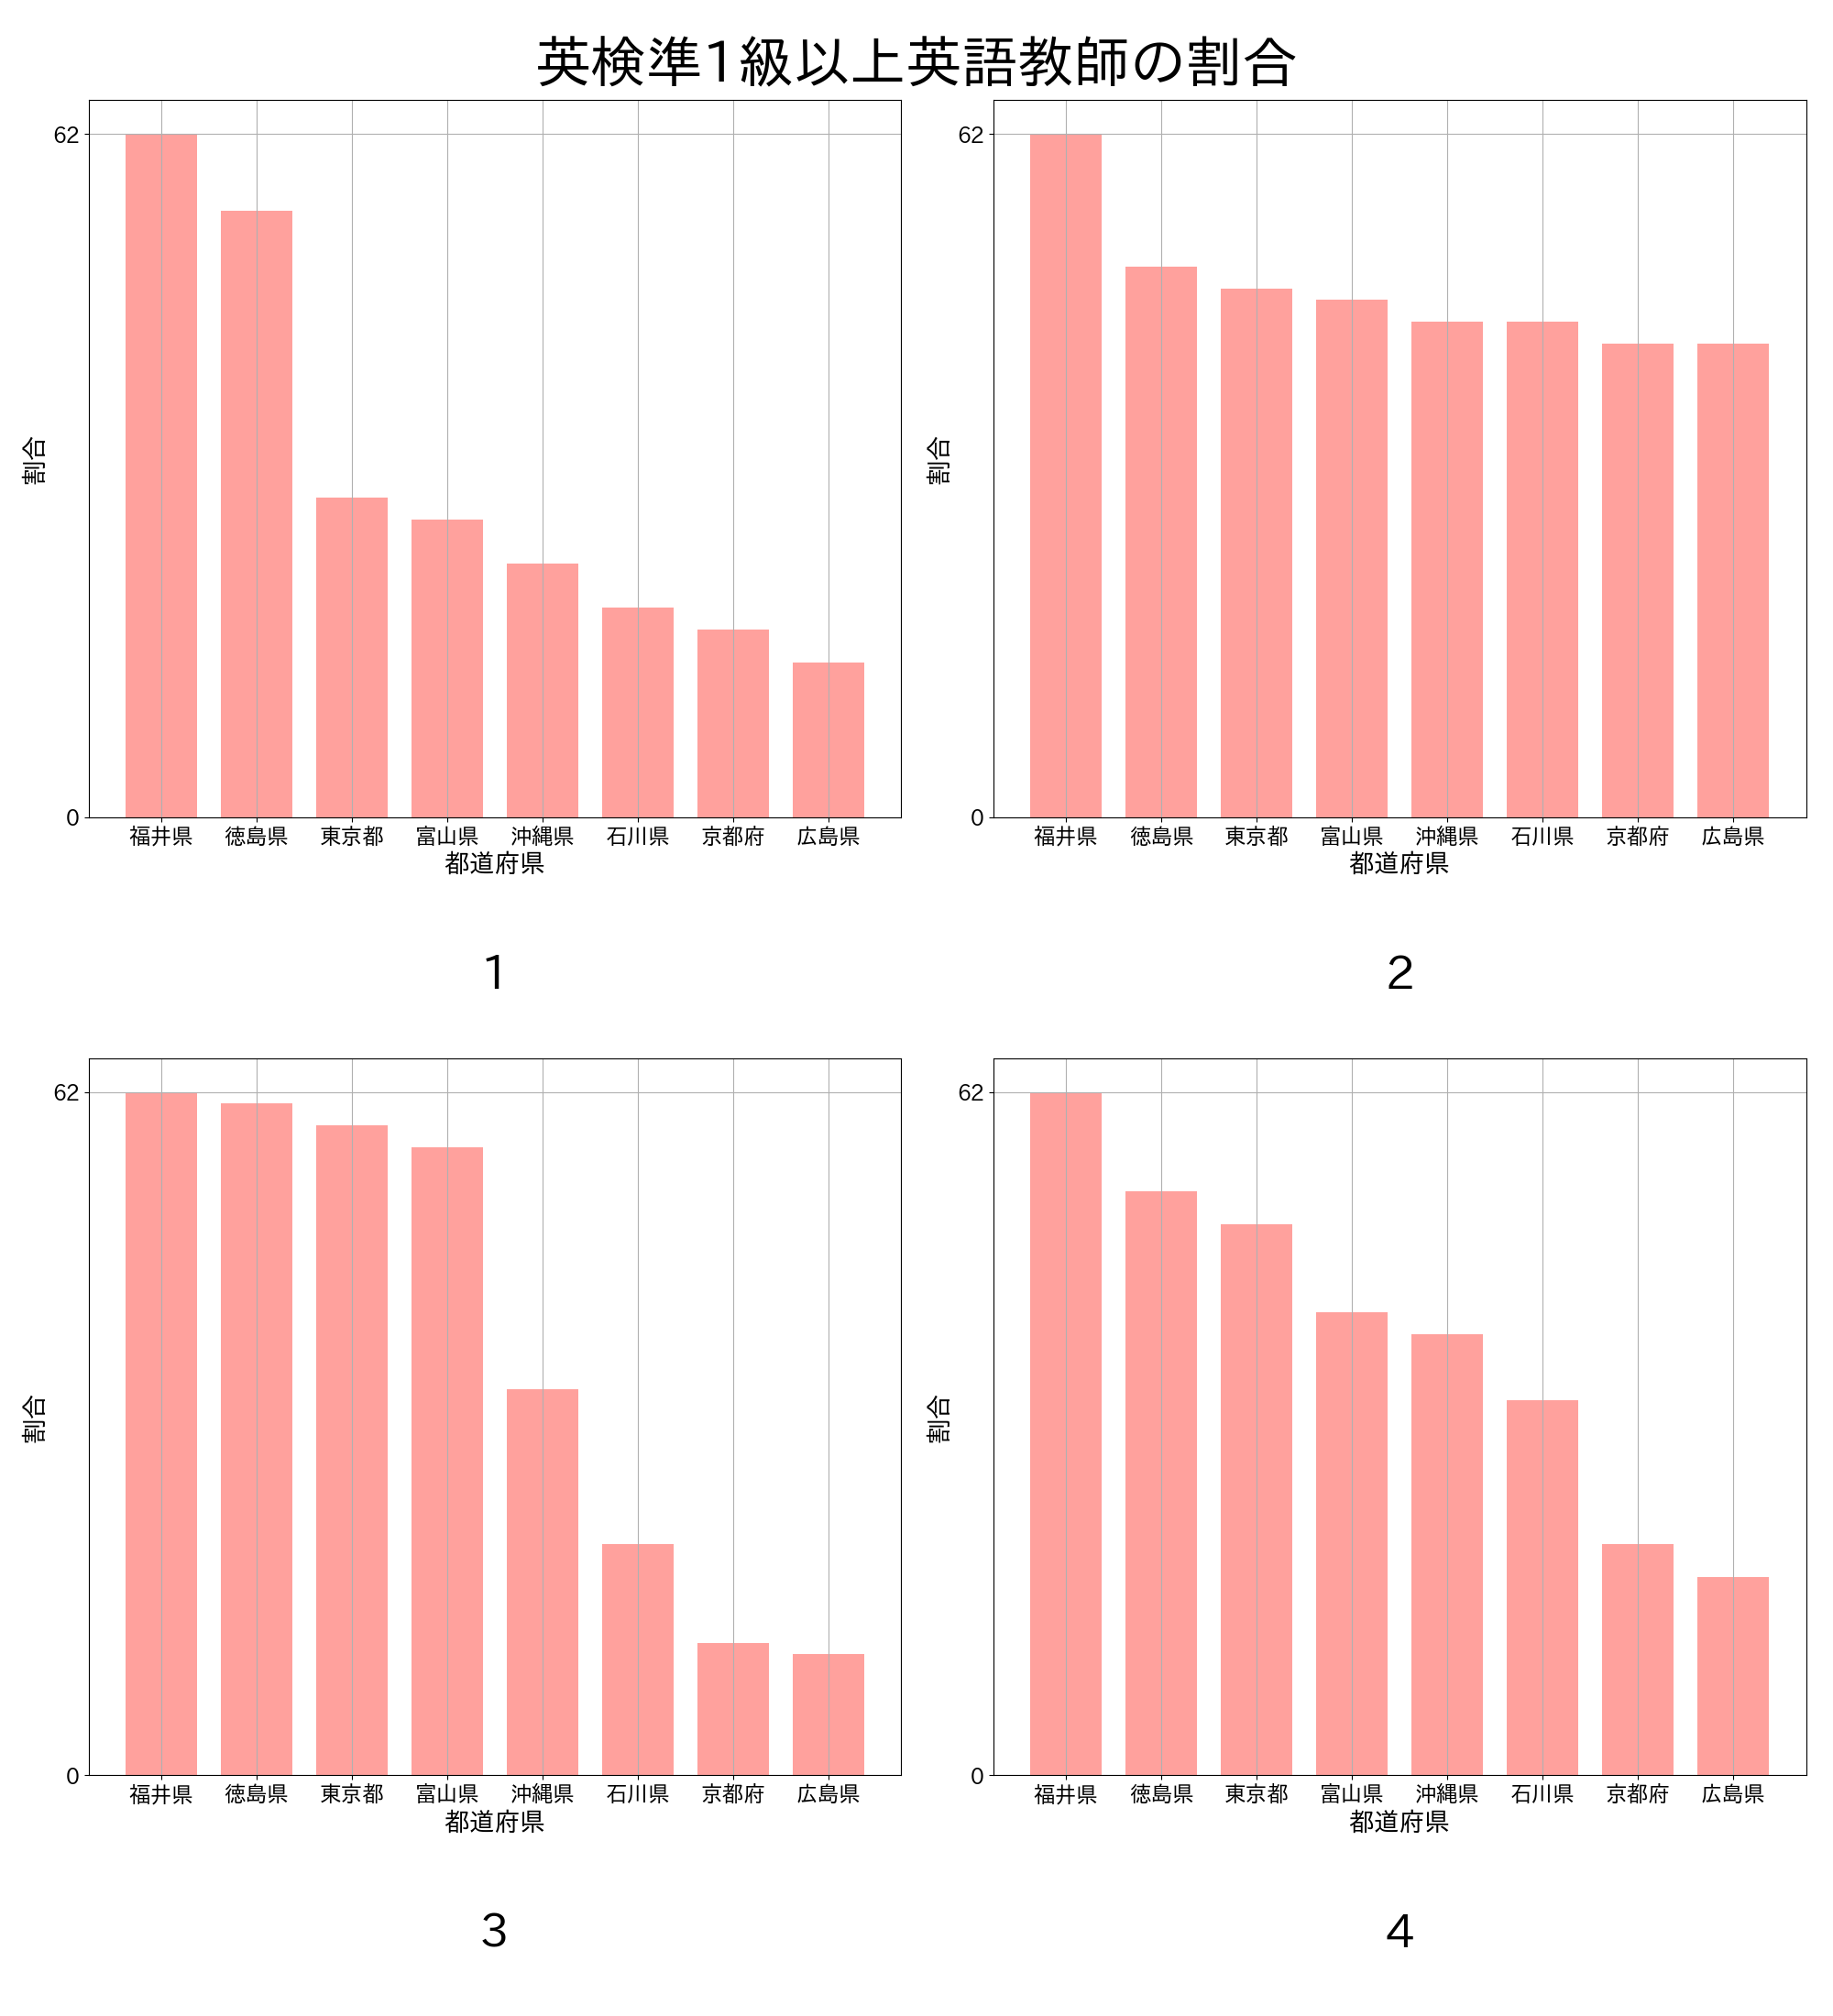 英検準1級以上英語教師の割合
62
0
割合
福井県 徳島県 東京都 富山県 沖縄県 石川県 京都府 広島県
都道府県
1
62
0
割合
福井県 徳島県 東京都 富山県 沖縄県 石川県 京都府 広島県
都道府県
2
62
0
割合
福井県 徳島県 東京都 富山県 沖縄県 石川県 京都府 広島県
都道府県
3
62
0
割合
福井県 徳島県 東京都 富山県 沖縄県 石川県 京都府 広島県
都道府県
4